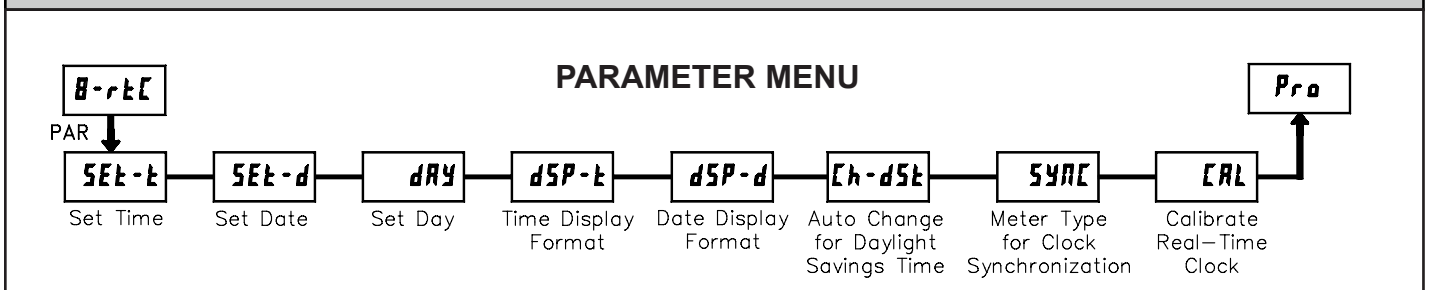 PARAMETER MENU
8-rtC
Pro
PAR
SEt-t
SEt-d
dAY
dSP-t
dSP-d
Ch-dSt
SYNC
CAL
Set Time
Set Date
Set Day
Time Display
Format
Date Display
Format
Auto Change
for Daylight
Savings Time
Meter Type
for Clock
Synchronization
Calibrate
Real-Time
Clock